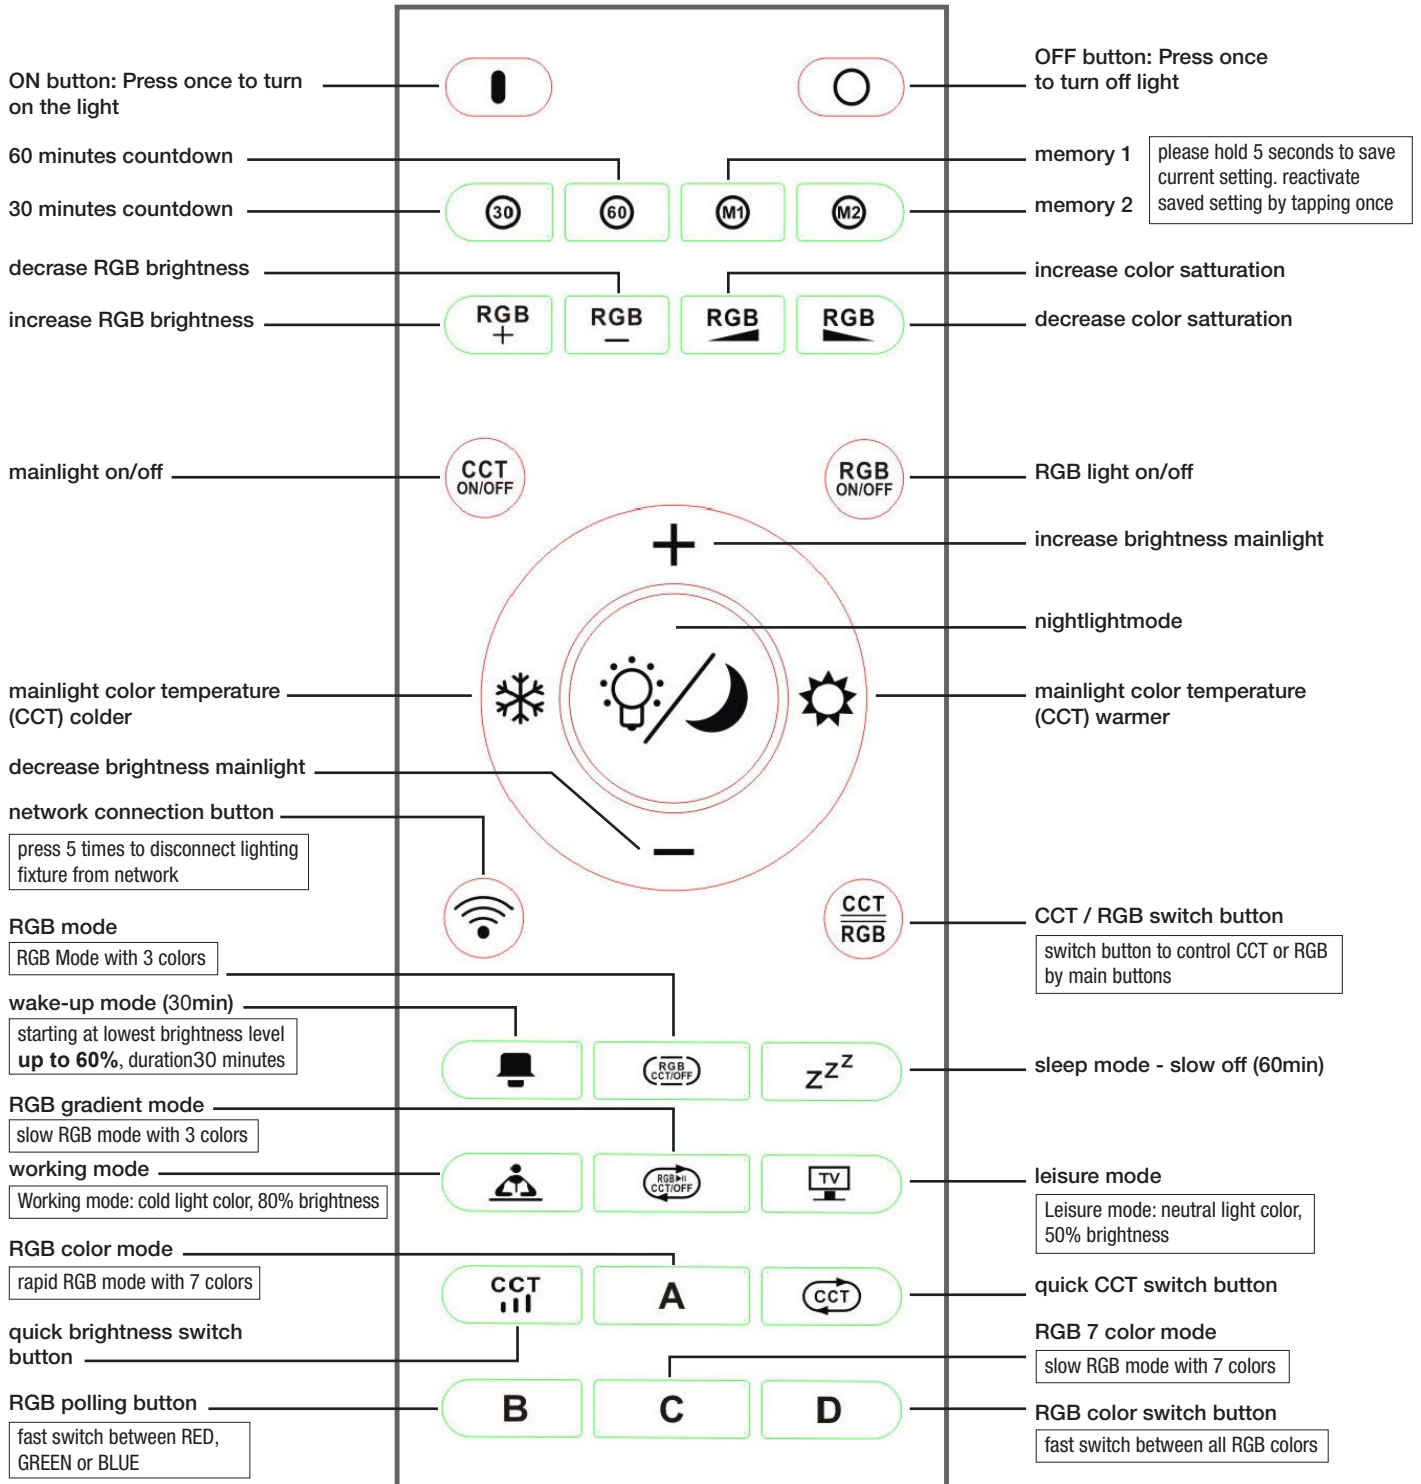 ON button: Press once to turn
on the light
OFF button: Press once
to turn off light
60 minutes countdown
30 minutes countdown
memory 1
memory 2
please hold 5 seconds to save
current setting. reactivate
saved setting by tapping once
30
60
M1
M2
decrase RGB brightness
increase RGB brightness
increase color satturation
decrease color satturation
RGB
+
RGB
—
RGB
RGB
mainlight on/off
CCT
ON/OFF
RGB
ON/OFF
RGB light on/off
increase brightness mainlight
nightlightmode
mainlight color temperature
(CCT) colder
mainlight color temperature
(CCT) warmer
decrease brightness mainlight
network connection button
press 5 times to disconnect lighting
fixture from network
CCT
RGB
CCT / RGB switch button
switch button to control CCT or RGB
by main buttons
RGB mode
RGB Mode with 3 colors
wake-up mode (30min)
starting at lowest brightness level
up to 60%, duration30 minutes
RGB
CCT/OFF
zzz
sleep mode - slow off (60min)
RGB gradient mode
slow RGB mode with 3 colors
working mode
Working mode: cold light color, 80% brightness
RGB
CCT/OFF
TV
leisure mode
Leisure mode: neutral light color,
50% brightness
RGB color mode
rapid RGB mode with 7 colors
CCT
A
CCT
quick CCT switch button
quick brightness switch
button
RGB 7 color mode
slow RGB mode with 7 colors
RGB polling button
fast switch between RED,
GREEN or BLUE
B
C
D
RGB color switch button
fast switch between all RGB colors